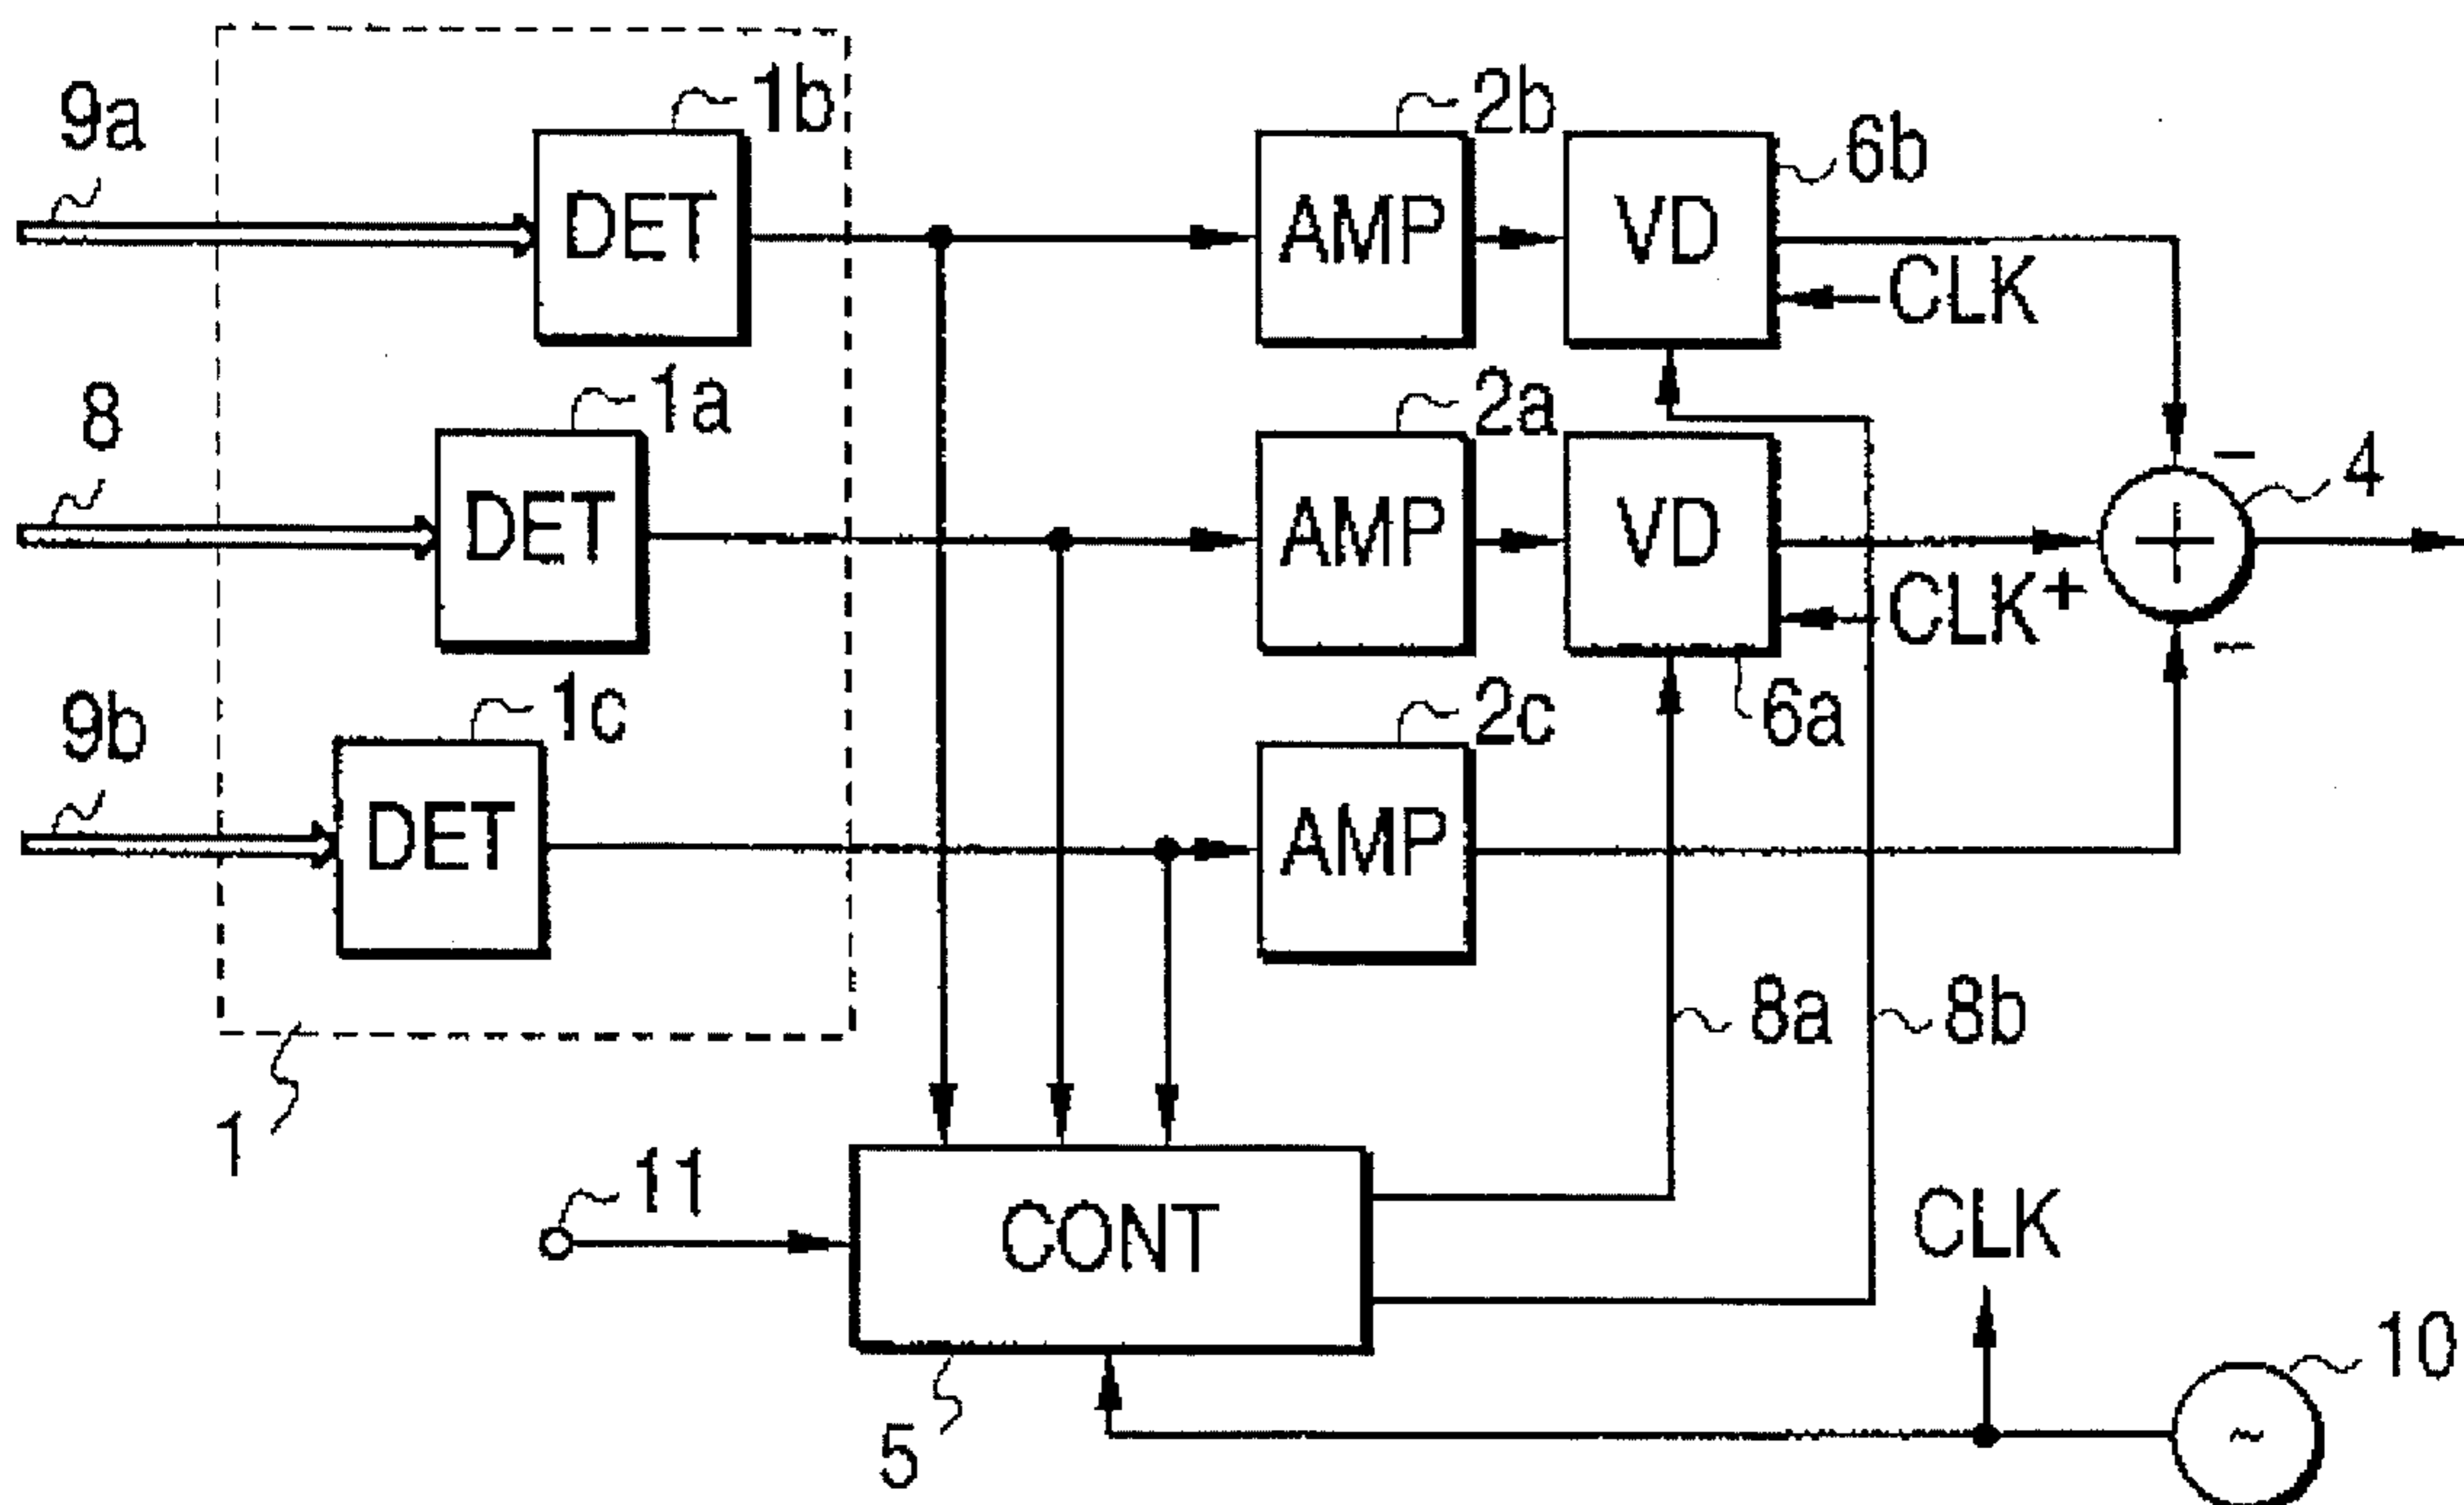 9a
1b
2b
6b
DET
AMP
VD
CLK
8
1a
2a
4
DET
AMP
VD
−
+
CLK
+
−
9b
1c
2c
6a
DET
AMP
8a
8b
1
11
CONT
CLK
10
5
~